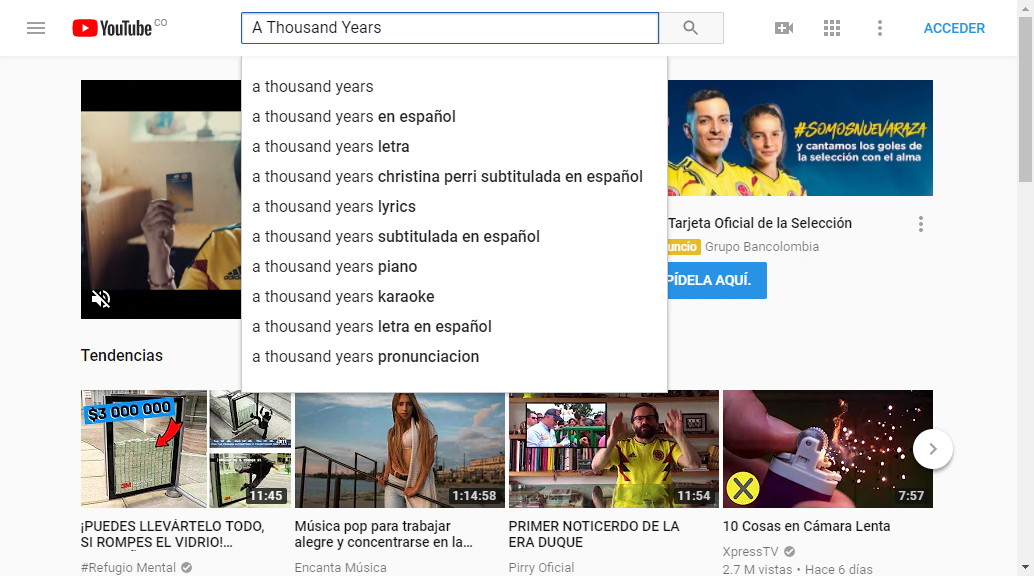 YouTube CO
A Thousand Years
ACCEDER
a thousand years
a thousand years en español
a thousand years letra
a thousand years christina perri subtitulada en español
a thousand years lyrics
a thousand years subtitulada en español
a thousand years piano
a thousand years karaoke
a thousand years letra en español
a thousand years pronunciacion
#SOMOSNUEVARAZA
y cantamos los goles de
la selección con el alma
Tarjeta Oficial de la Selección
uncio Grupo Bancolombia
PÍDELA AQUÍ.
Tendencias
$3 000 000
3M
11:45
1:14:58
11:54
7:57
¡PUEDES LLEVÁRTELO TODO,
SI ROMPES EL VIDRIO!...
#Refugio Mental
Música pop para trabajar
alegre y concentrarse en la...
Encanta Música
PRIMER NOTICERDO DE LA
ERA DUQUE
Pirry Oficial
10 Cosas en Cámara Lenta
XpressTV
2.7 M vistas • Hace 6 días